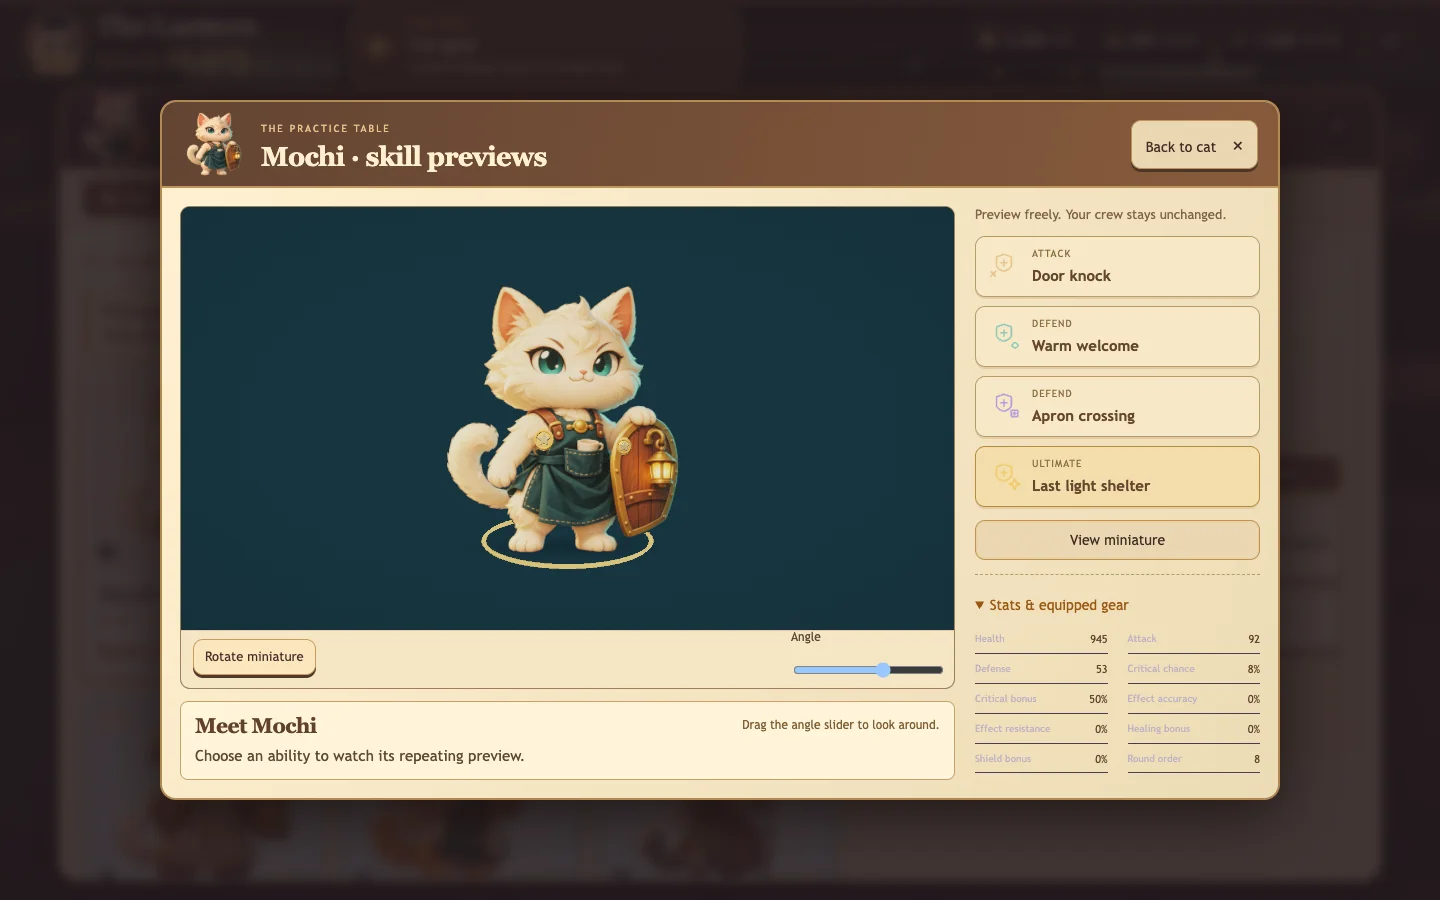 THE PRACTICE TABLE
Mochi · skill previews
Back to cat ×
Preview freely. Your crew stays unchanged.
ATTACK
Door knock
DEFEND
Warm welcome
DEFEND
Apron crossing
ULTIMATE
Last light shelter
View miniature
▼ Stats & equipped gear
Health 945 Attack 92
Defense 53 Critical chance 8%
Critical bonus 50% Effect accuracy 0%
Effect resistance 0% Healing bonus 0%
Shield bonus 0% Round order 8
Rotate miniature
Angle
Meet Mochi
Drag the angle slider to look around.
Choose an ability to watch its repeating preview.